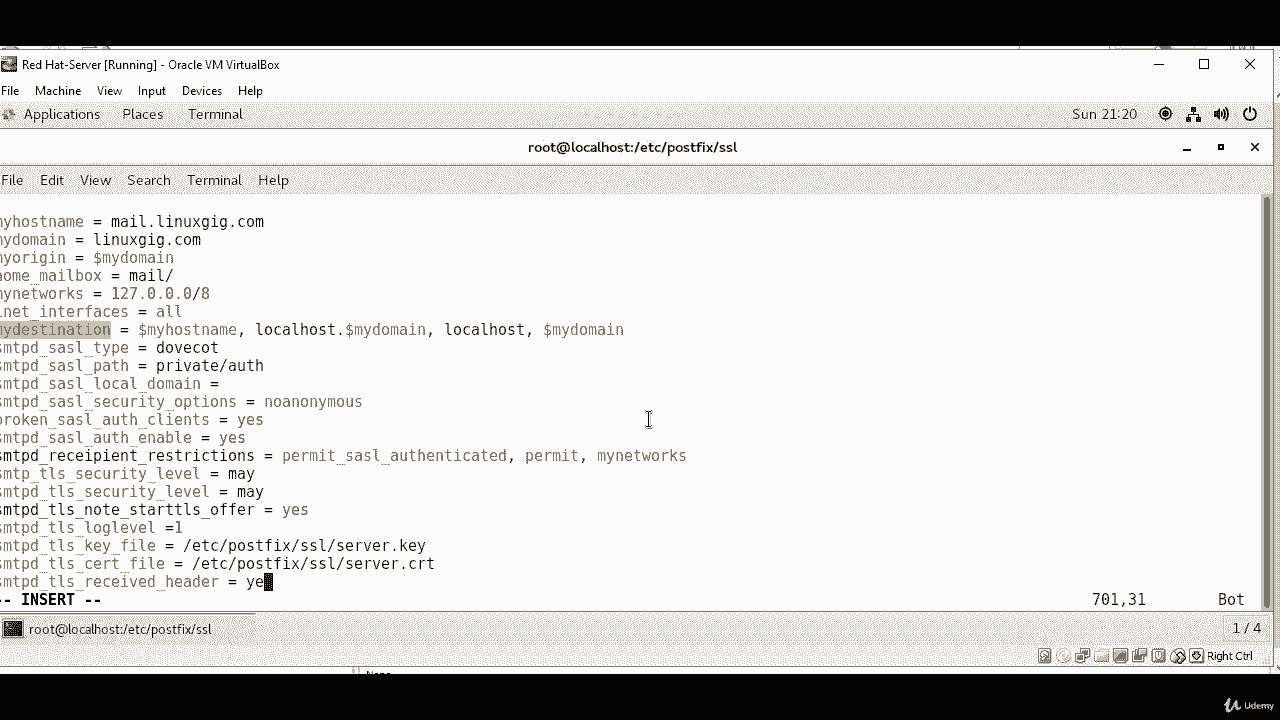 Red Hat-Server [Running] - Oracle VM VirtualBox
File Machine View Input Devices Help
Applications Places Terminal Sun 21:20
root@localhost:/etc/postfix/ssl
File Edit View Search Terminal Help
myhostname = mail.linuxgig.com
mydomain = linuxgig.com
myorigin = $mydomain
home_mailbox = mail/
mynetworks = 127.0.0.0/8
inet_interfaces = all
mydestination = $myhostname, localhost.$mydomain, localhost, $mydomain
smtpd_sasl_type = dovecot
smtpd_sasl_path = private/auth
smtpd_sasl_local_domain =
smtpd_sasl_security_options = noanonymous
broken_sasl_auth_clients = yes
smtpd_sasl_auth_enable = yes
smtpd_receipient_restrictions = permit_sasl_authenticated, permit, mynetworks
smtp_tls_security_level = may
smtpd_tls_security_level = may
smtpd_tls_note_starttls_offer = yes
smtpd_tls_loglevel =1
smtpd_tls_key_file = /etc/postfix/ssl/server.key
smtpd_tls_cert_file = /etc/postfix/ssl/server.crt
smtpd_tls_received_header = ye
-- INSERT -- 701,31 Bot
root@localhost:/etc/postfix/ssl 1 / 4
Right Ctrl
Udemy